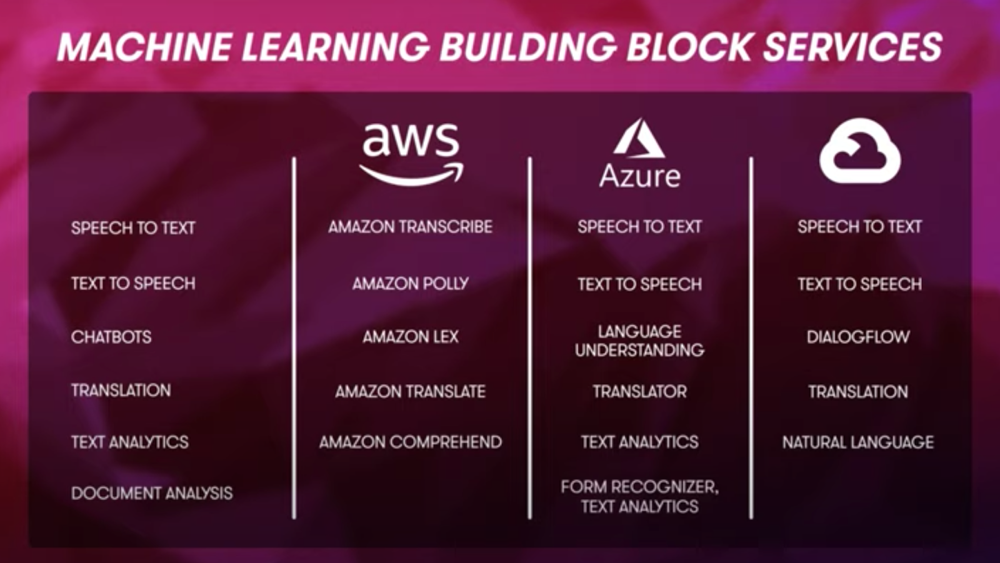 MACHINE LEARNING BUILDING BLOCK SERVICES
aws
Azure
SPEECH TO TEXT
AMAZON TRANSCRIBE
SPEECH TO TEXT
SPEECH TO TEXT
TEXT TO SPEECH
AMAZON POLLY
TEXT TO SPEECH
TEXT TO SPEECH
CHATBOTS
AMAZON LEX
LANGUAGE
UNDERSTANDING
DIALOGFLOW
TRANSLATION
AMAZON TRANSLATE
TRANSLATOR
TRANSLATION
TEXT ANALYTICS
AMAZON COMPREHEND
TEXT ANALYTICS
NATURAL LANGUAGE
DOCUMENT ANALYSIS
FORM RECOGNIZER,
TEXT ANALYTICS